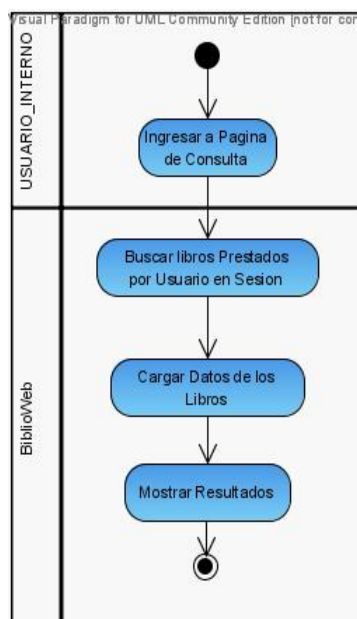 Visual Paradigm for UML Community Edition [not for com
USUARIO_INTERNO
Ingresar a Pagina
de Consulta
BiblioWeb
Buscar libros Prestados
por Usuario en Sesion
Cargar Datos de los
Libros
Mostrar Resultados